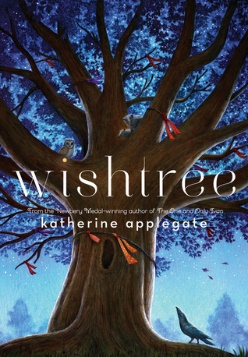 wishtree
From the Newbery Medal-winning author of The One and Only Ivan
katherine applegate